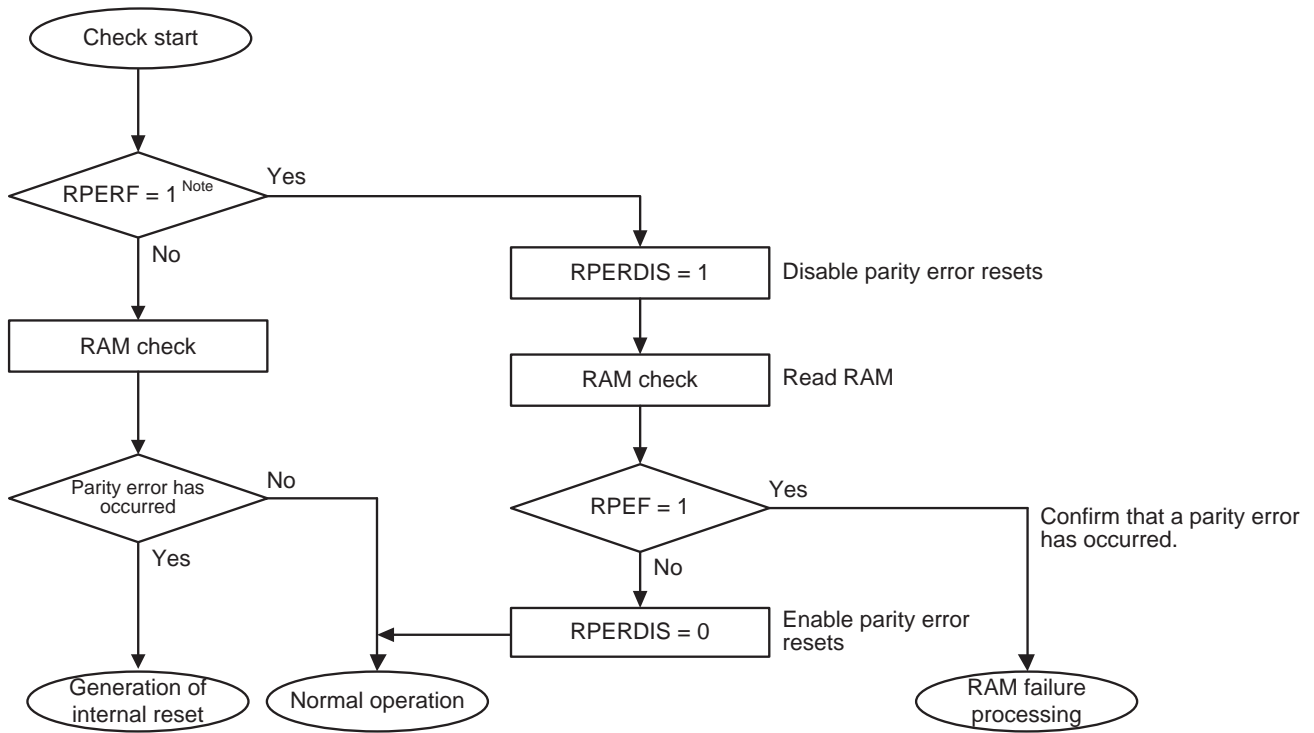 Check start
RPERF = 1 Note
Yes
No
RPERDIS = 1
Disable parity error resets
RAM check
RAM check
Read RAM
Parity error has
occurred
No
Yes
RPEF = 1
Yes
No
Confirm that a parity error
has occurred.
RPERDIS = 0
Enable parity error
resets
Generation of
internal reset
Normal operation
RAM failure
processing